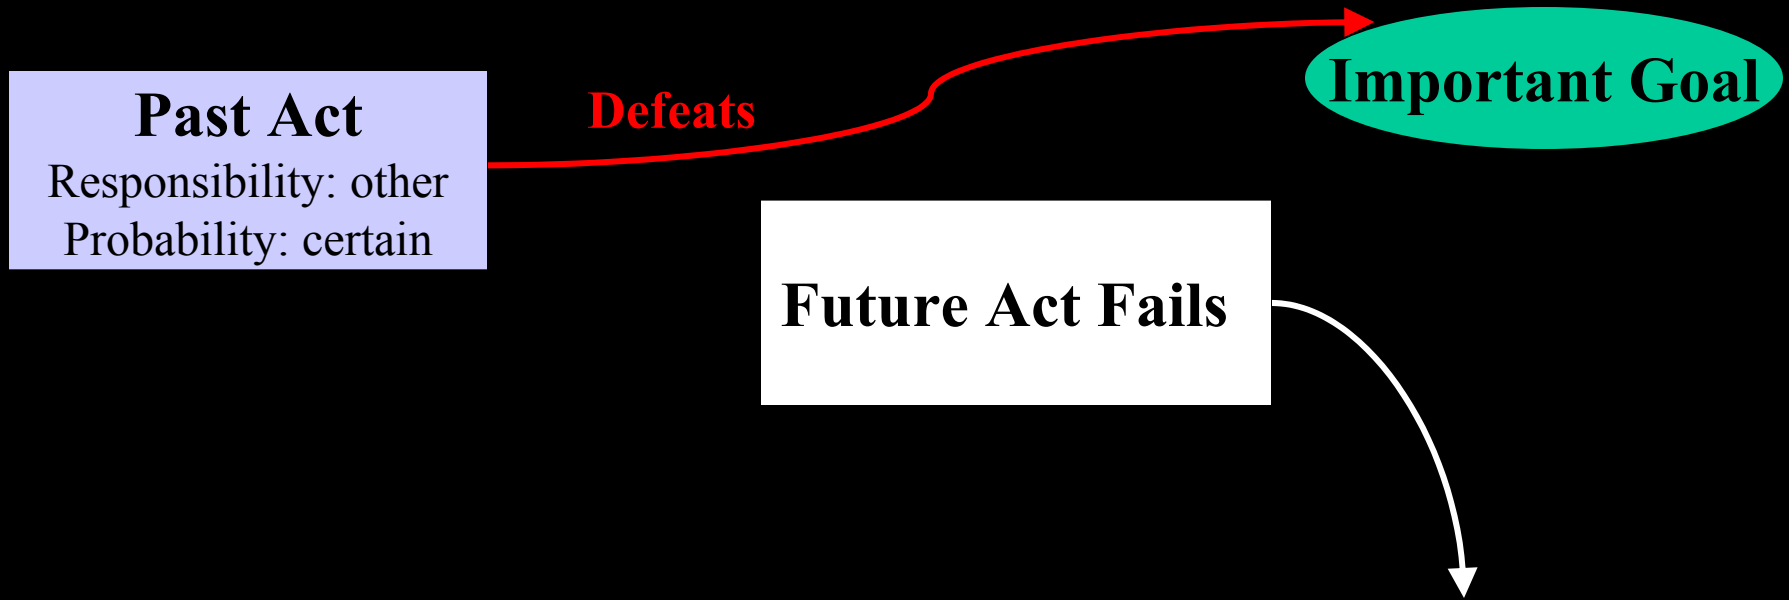 Past Act
Responsibility: other
Probability: certain
Defeats
Important Goal
Future Act Fails